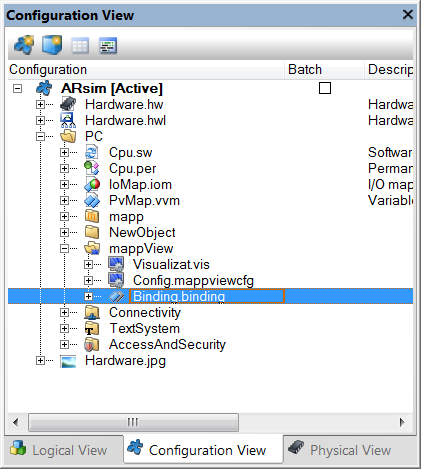 Configuration View
Configuration Batch Descrip
ARsim [Active]
Hardware.hw Hardwa
Hardware.hwl Hardwa
PC
Cpu.sw Softwar
Cpu.per Perman
IoMap.iom I/O map
PvMap.vvm Variable
mapp
NewObject
mappView
Visualizat.vis
Config.mappviewcfg
Binding.binding
Connectivity
TextSystem
AccessAndSecurity
Hardware.jpg
Logical View Configuration View Physical View